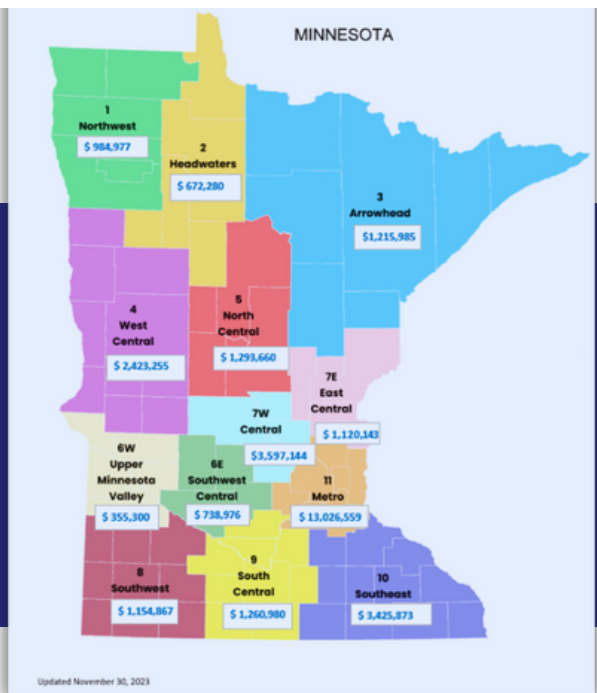 MINNESOTA
1
Northwest
$ 984,977
2
Headwaters
$ 672,280
3
Arrowhead
$1,215,985
4
West
Central
$ 2,423,255
5
North
Central
$ 1,293,660
7E
East
Central
$ 1,120,143
7W
Central
$3,597,144
6W
Upper
Minnesota
Valley
$ 355,300
6E
Southwest
Central
$ 738,976
11
Metro
$ 13,026,559
8
Southwest
$ 1,154,867
9
South
Central
$ 1,260,980
10
Southeast
$ 3,425,873
Updated November 30, 2023